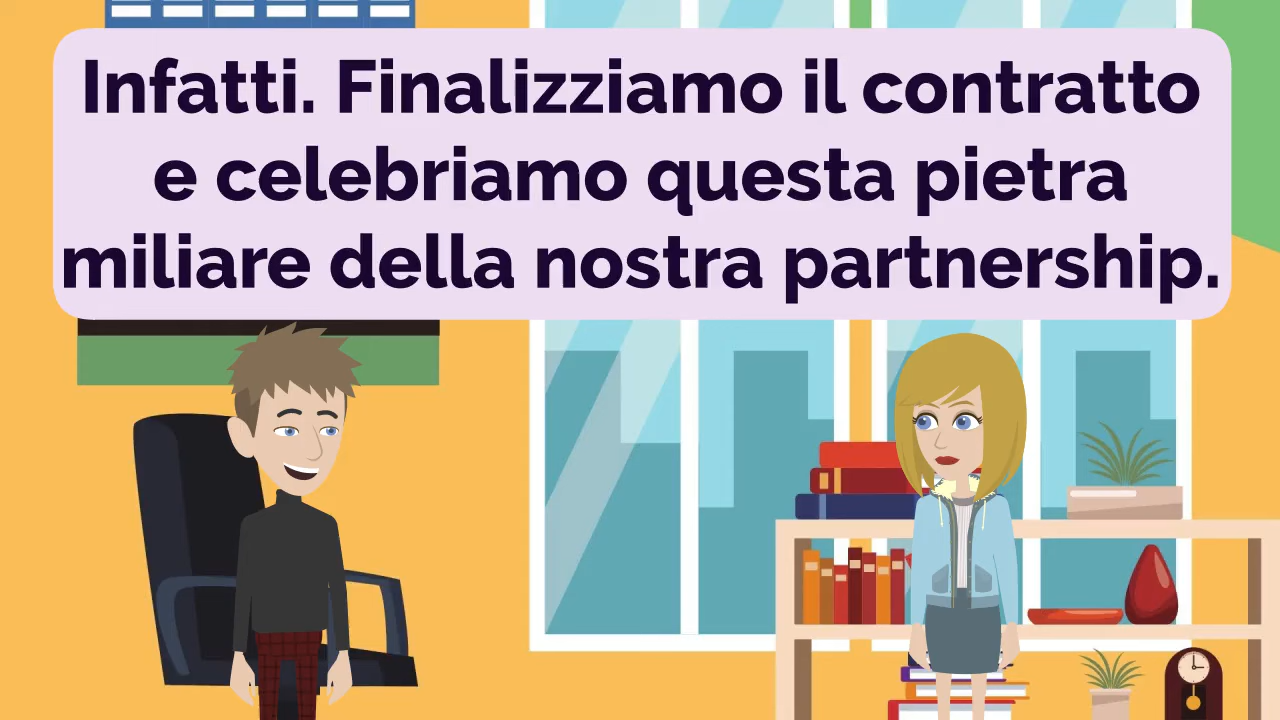 Infatti. Finalizziamo il contratto
e celebriamo questa pietra
miliare della nostra partnership.